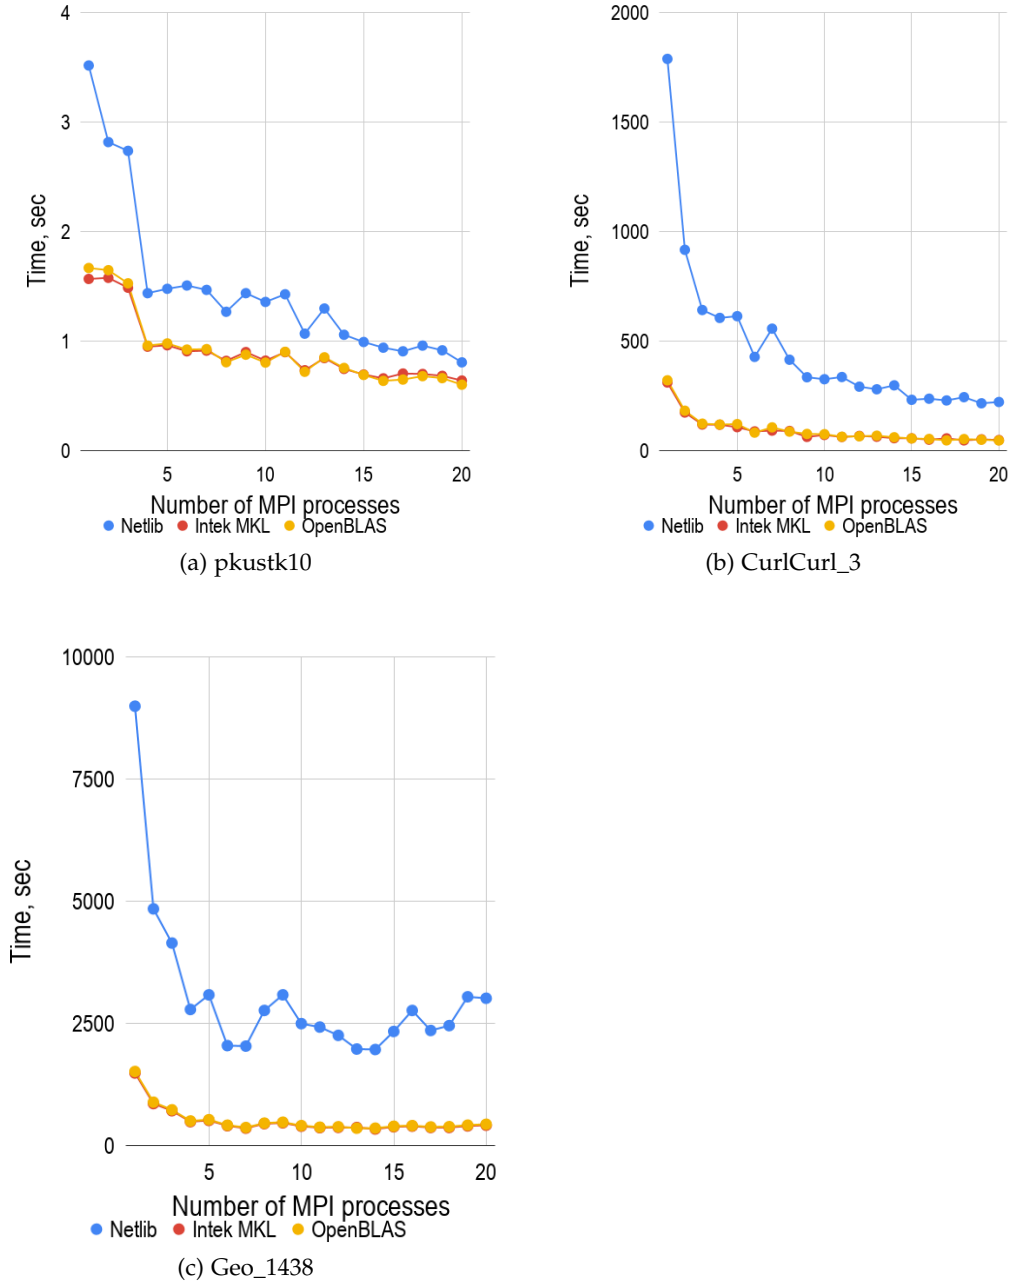 4
3
2
1
0
Time, sec
5 10 15 20
Number of MPI processes
Netlib Intek MKL OpenBLAS
(a) pkustk10
2000
1500
1000
500
0
Time, sec
5 10 15 20
Number of MPI processes
Netlib Intek MKL OpenBLAS
(b) CurlCurl_3
10000
7500
5000
2500
0
Time, sec
5 10 15 20
Number of MPI processes
Netlib Intek MKL OpenBLAS
(c) Geo_1438